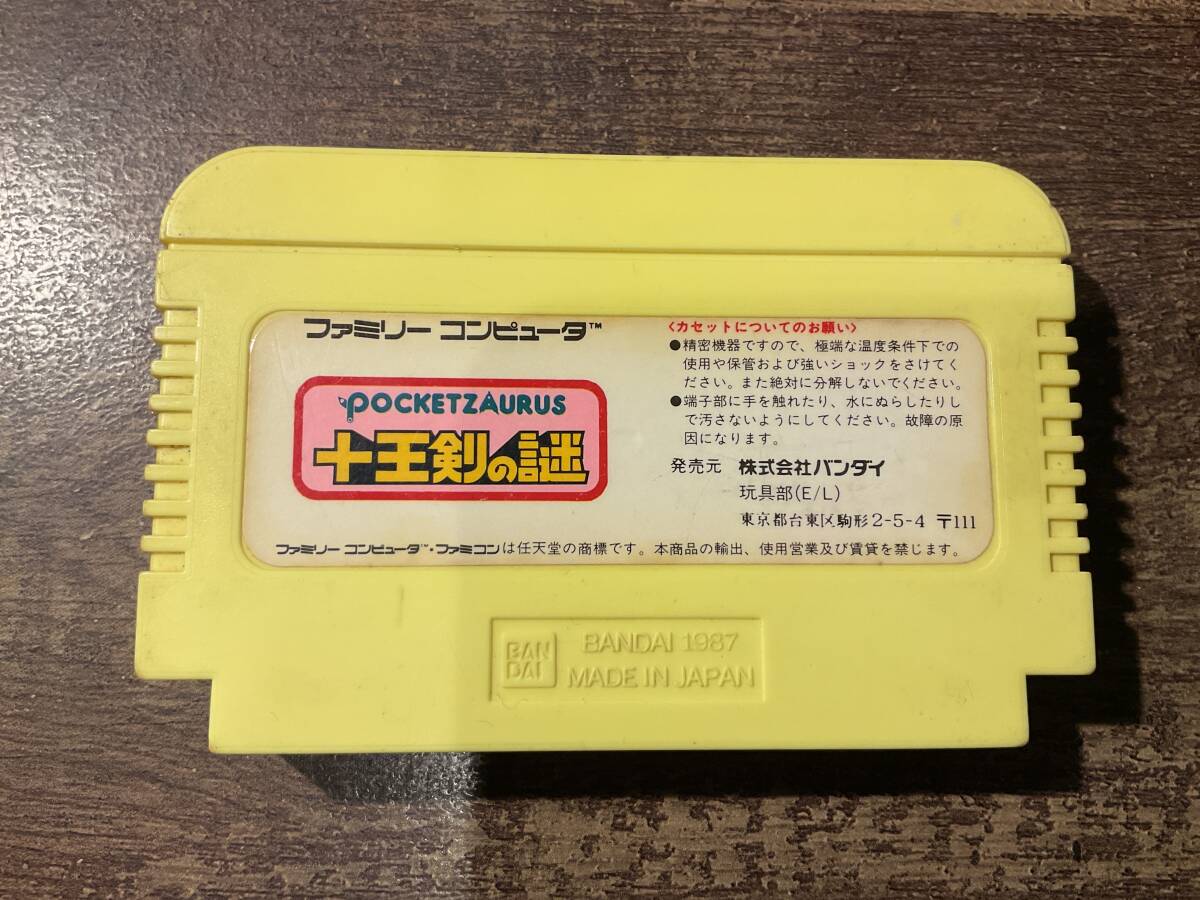 ファミリー コンピュータ™
POCKETZAURUS
十王剣の謎
〈カセットについてのお願い〉
●精密機器ですので、極端な温度条件下での
使用や保管および強いショックをさけてく
ださい。また絶対に分解しないでください。
●端子部に手を触れたり、水にぬらしたりし
て汚さないようにしてください。故障の原
因になります。
発売元 株式会社バンダイ
玩具部(E/L)
東京都台東区駒形2-5-4 〒111
ファミリー コンピュータ™・ファミコンは任天堂の商標です。本商品の輸出、使用営業及び賃貸を禁じます。
BAN
DAI
BANDAI 1987
MADE IN JAPAN